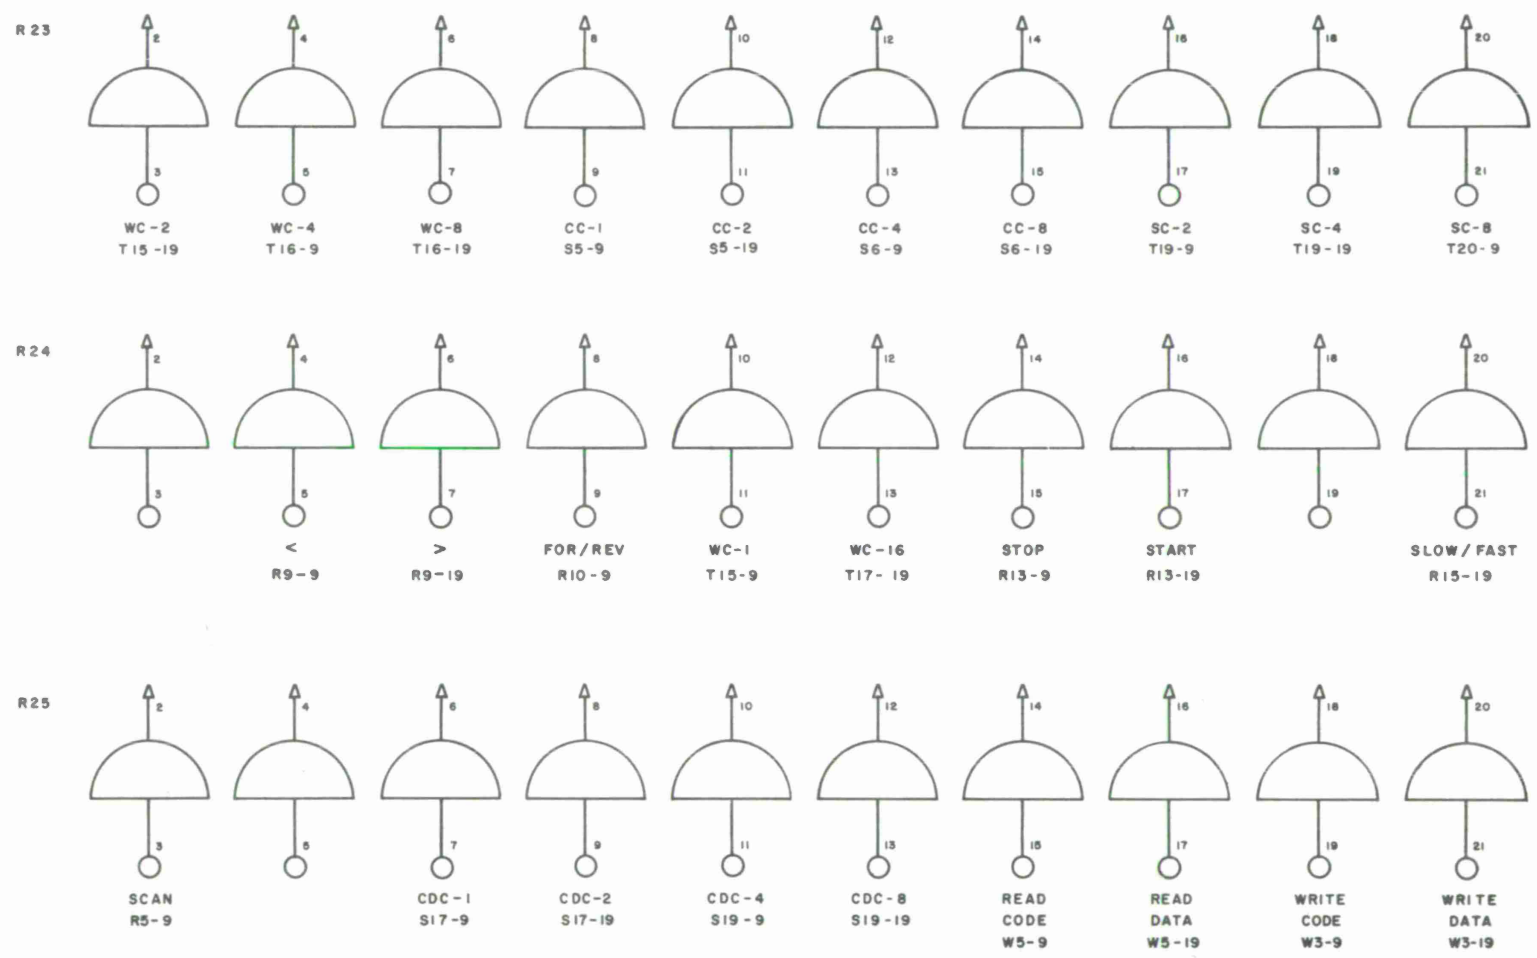 R23
2 4 6 8 10 12 14 16 18 20
3 5 7 9 11 13 15 17 19 21
WC-2 WC-4 WC-8 CC-1 CC-2 CC-4 CC-8 SC-2 SC-4 SC-8
T15-19 T16-9 T16-19 S5-9 S5-19 S6-9 S6-19 T19-9 T19-19 T20-9
R24
2 4 6 8 10 12 14 16 18 20
3 5 7 9 11 13 15 17 19 21
< > FOR/REV WC-1 WC-16 STOP START SLOW/FAST
R9-9 R9-19 R10-9 T15-9 T17-19 R13-9 R13-19 R15-19
R25
2 4 6 8 10 12 14 16 18 20
3 5 7 9 11 13 15 17 19 21
SCAN CDC-1 CDC-2 CDC-4 CDC-8 READ READ WRITE WRITE
R5-9 S17-9 S17-19 S19-9 S19-19 CODE DATA CODE DATA
W5-9 W5-19 W3-9 W3-19